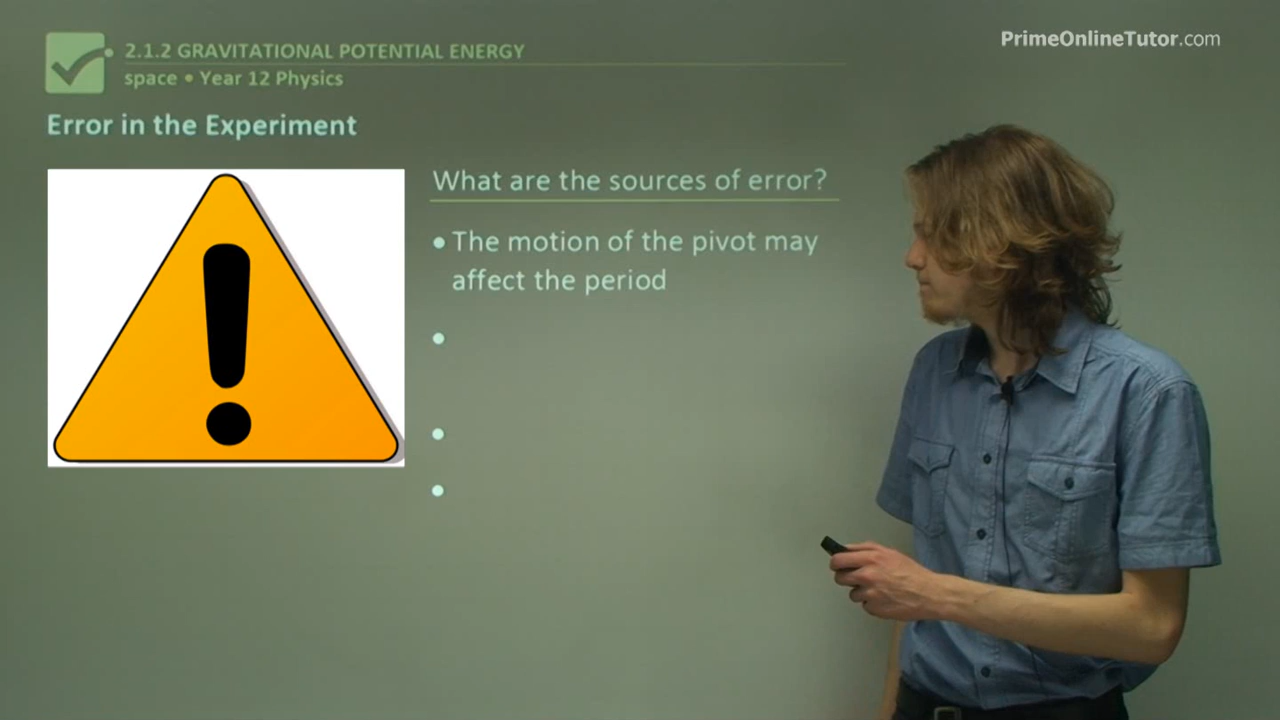 PrimeOnlineTutor.com
2.1.2 GRAVITATIONAL POTENTIAL ENERGY
space • Year 12 Physics
Error in the Experiment
What are the sources of error?
• The motion of the pivot may
affect the period
•
•
•